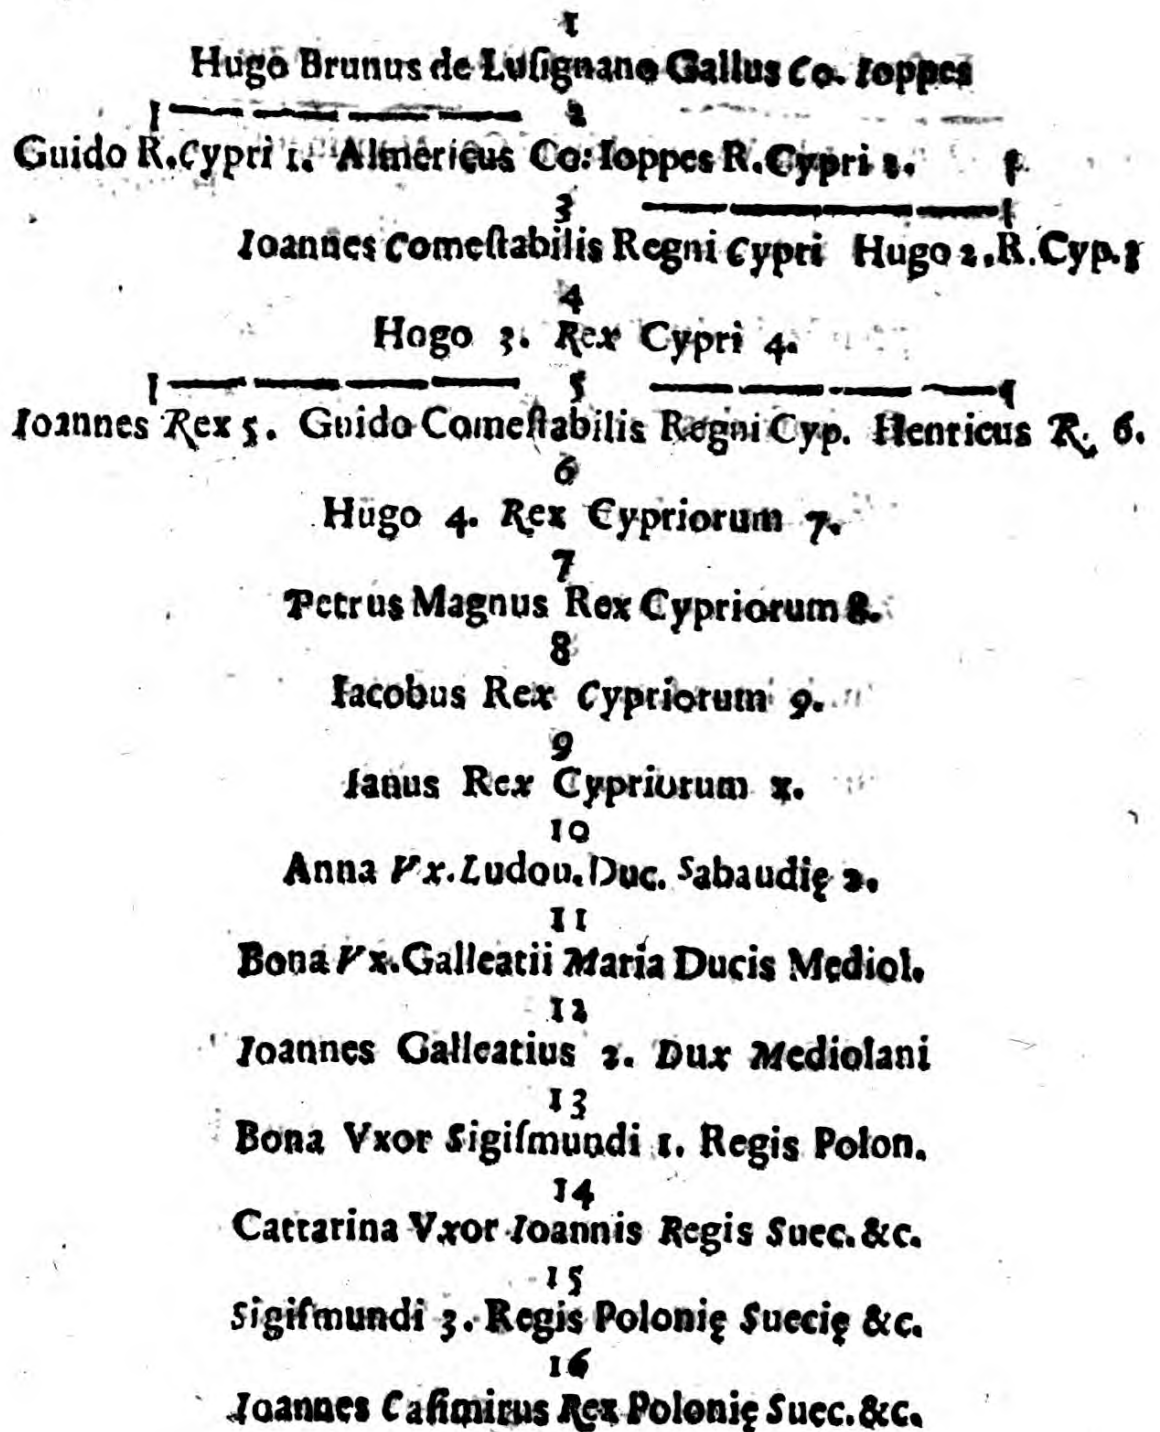 1
Hugo Brunus de Luſignano Gallus Co. Ioppes
2
Guido R. Cypri 1. Almericus Co: Ioppes R. Cypri 2.
3
Ioannes Comeſtabilis Regni Cypri Hugo 2. R. Cyp. 3
4
Hogo 3. Rex Cypri 4.
5
Ioannes Rex 5. Guido Comeſtabilis Regni Cyp. Henricus R. 6.
6
Hugo 4. Rex Cypriorum 7.
7
Petrus Magnus Rex Cypriorum 8.
8
Iacobus Rex Cypriorum 9.
9
Ianus Rex Cypriorum x.
10
Anna Vx. Ludou. Duc. Sabaudię 2.
11
Bona Vx. Galleatii Maria Ducis Mediol.
12
Ioannes Galleatius 2. Dux Mediolani
13
Bona Vxor Sigiſmundi 1. Regis Polon.
14
Cattarina Vxor Ioannis Regis Suec. &c.
15
Sigiſmundi 3. Regis Polonię Suecię &c.
16
Ioannes Caſimirus Rex Polonię Suec. &c.